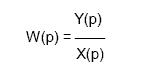 W(p) = Y(p)
X(p)